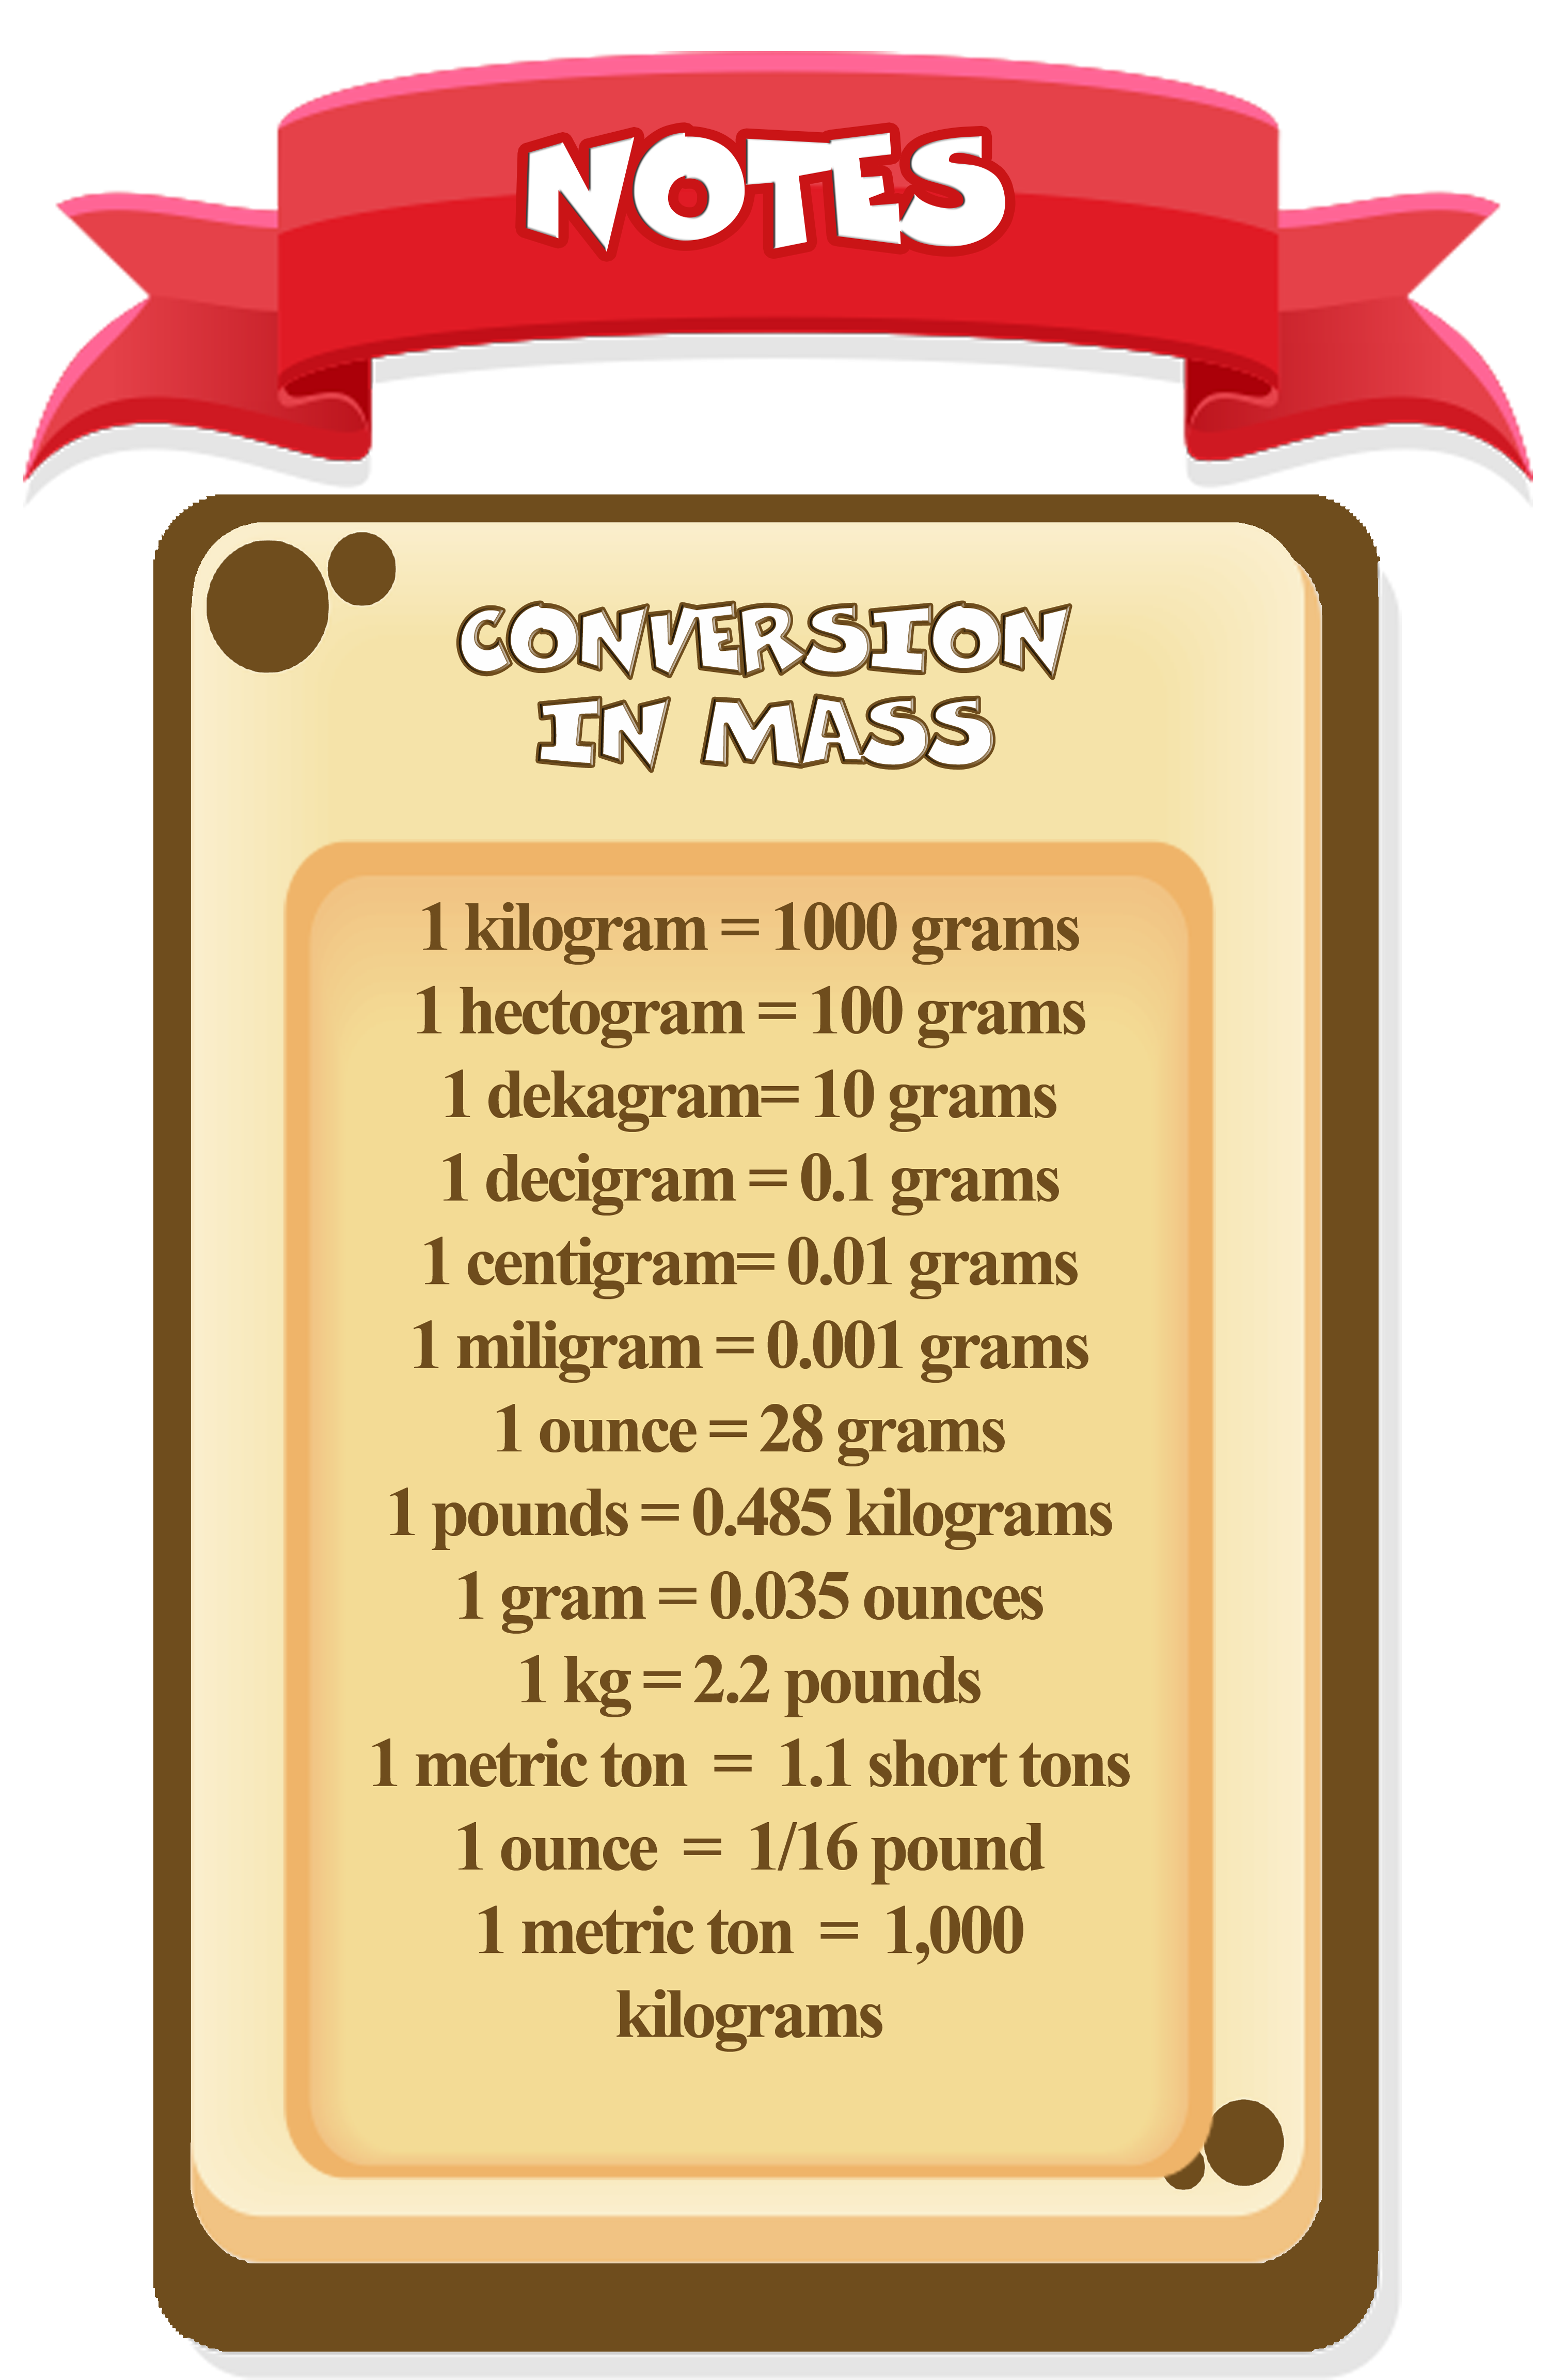 NOTES
CONVERSION
IN MASS
1 kilogram = 1000 grams
1 hectogram = 100 grams
1 dekagram= 10 grams
1 decigram = 0.1 grams
1 centigram= 0.01 grams
1 miligram = 0.001 grams
1 ounce = 28 grams
1 pounds = 0.485 kilograms
1 gram = 0.035 ounces
1 kg = 2.2 pounds
1 metric ton = 1.1 short tons
1 ounce = 1/16 pound
1 metric ton = 1,000
kilograms